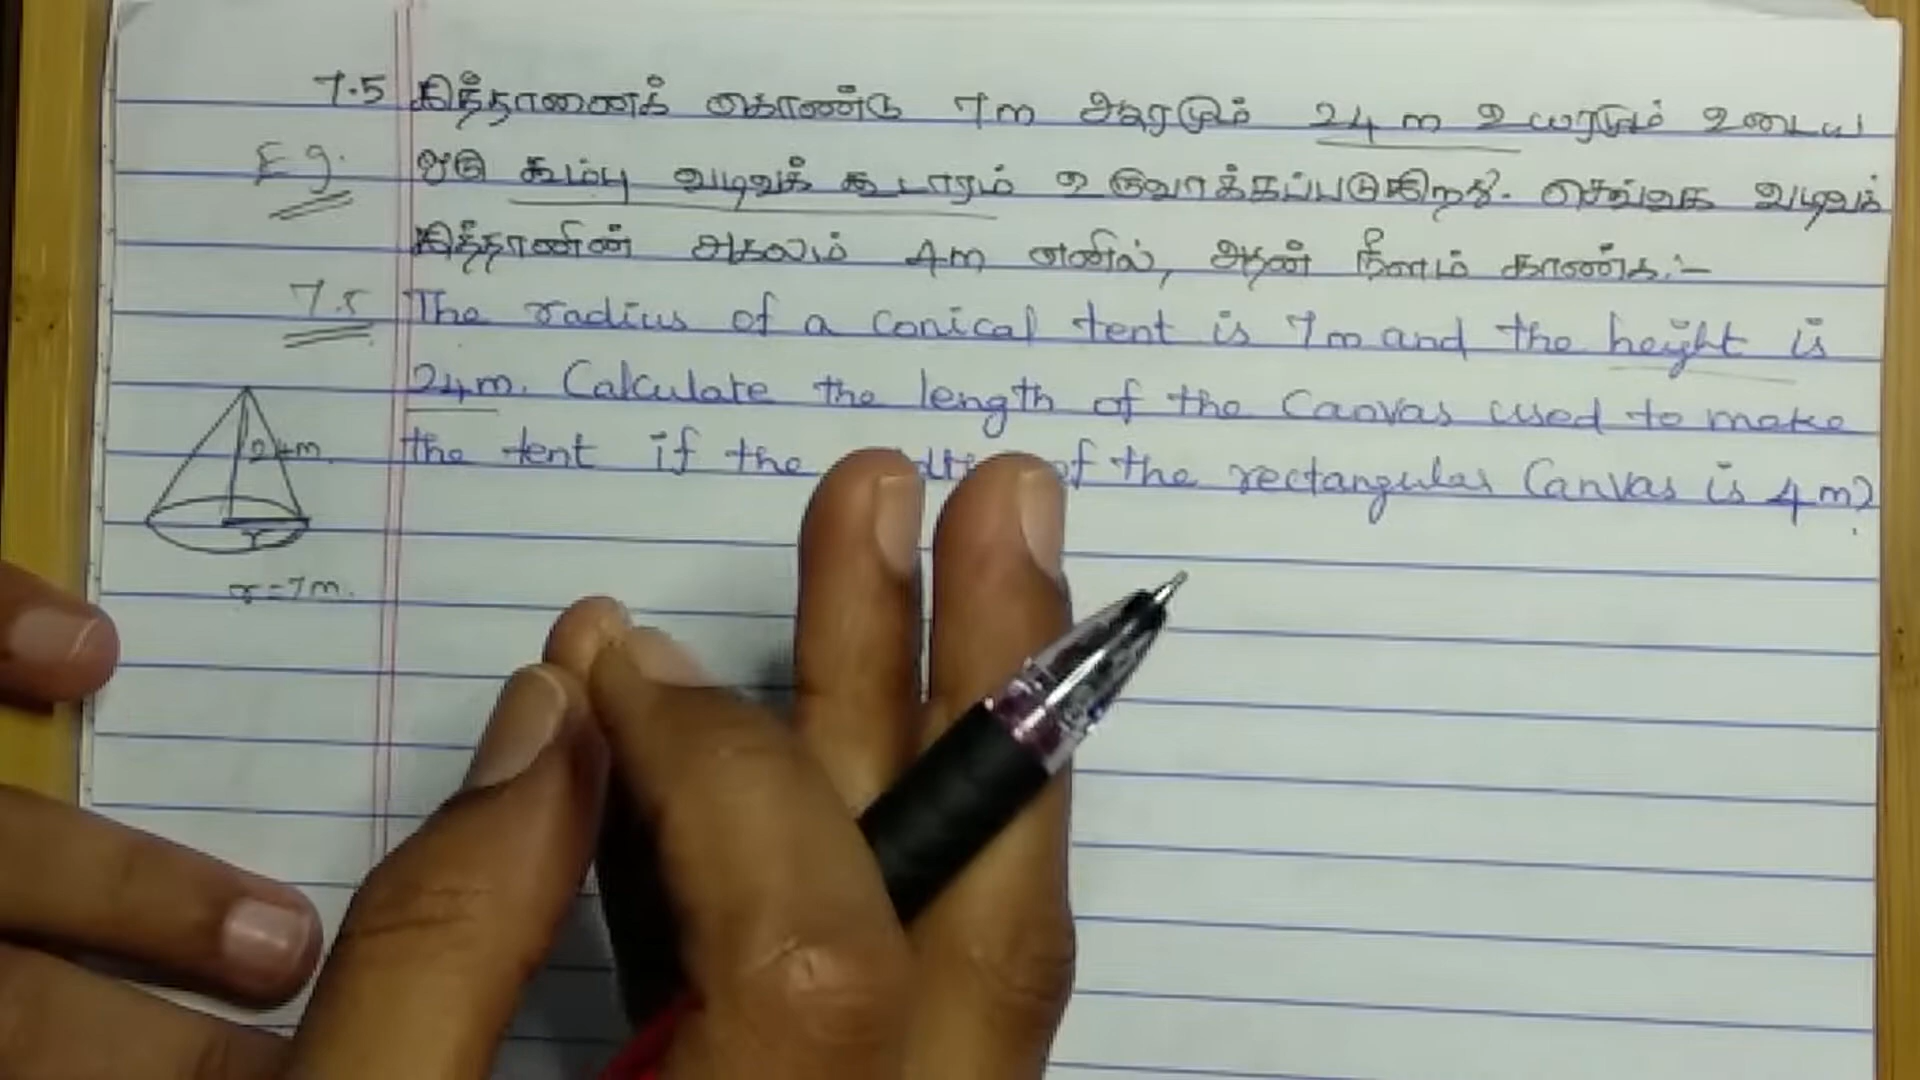 7.5 கித்தானைக் கொண்டு 7m ஆரமும் 24 m உயரமும் உடைய
Eg. ஒரு கூம்பு வடிவக் கூடாரம் உருவாக்கப்படுகிறது. செவ்வக வடிவக்
கித்தானின் அகலம் 4m எனில், அதன் நீளம் காண்க:-
7.5 The radius of a conical tent is 7m and the height is
24m. Calculate the length of the Canvas used to make
the tent if the of the rectangular Canvas is 4m?
24m
r
r=7m.